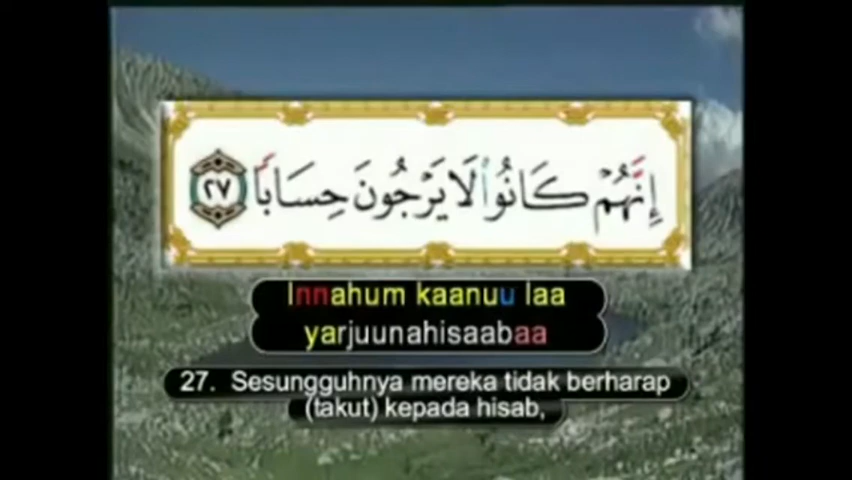 إِنَّهُمْ كَانُوا۟ لَا يَرْجُونَ حِسَابًا ٢٧
Innahum kaanuu laa
yarjuunahisaabaa
27. Sesungguhnya mereka tidak berharap
(takut) kepada hisab,